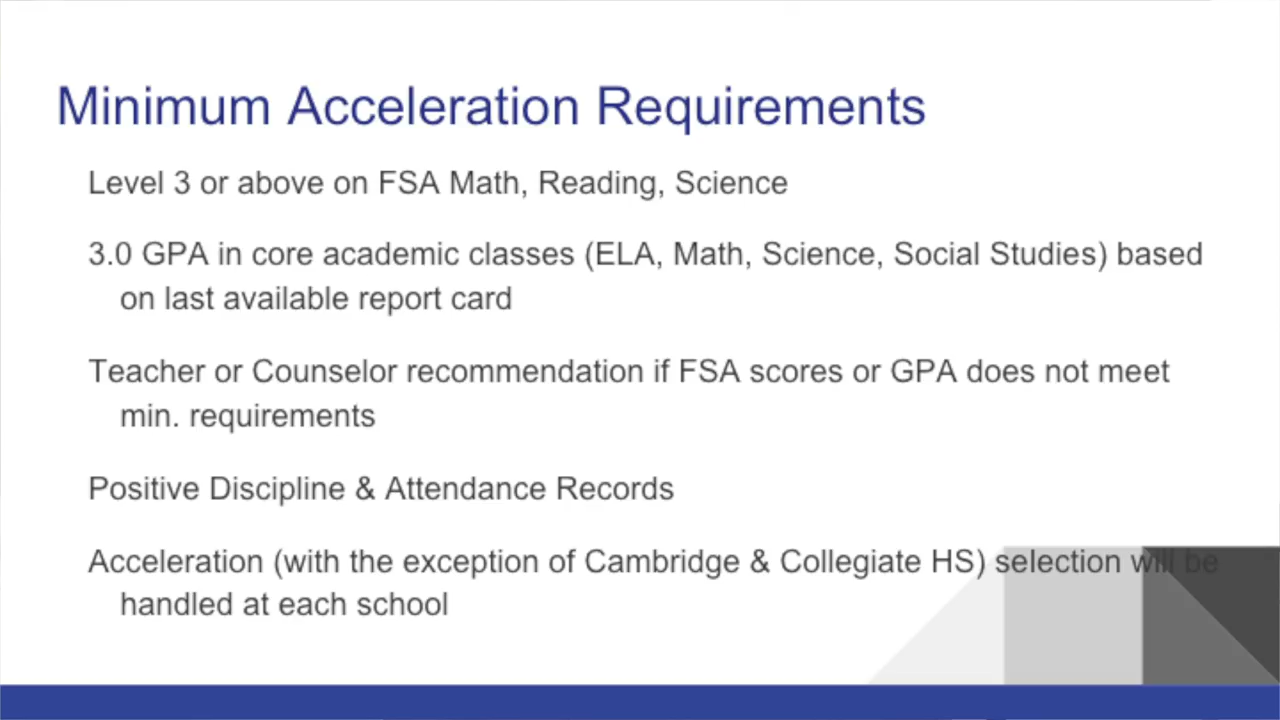 Minimum Acceleration Requirements
Level 3 or above on FSA Math, Reading, Science
3.0 GPA in core academic classes (ELA, Math, Science, Social Studies) based
on last available report card
Teacher or Counselor recommendation if FSA scores or GPA does not meet
min. requirements
Positive Discipline & Attendance Records
Acceleration (with the exception of Cambridge & Collegiate HS) selection will be
handled at each school